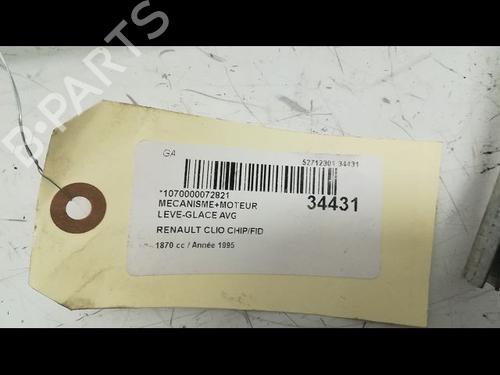 B-PARTS
GA
52712301 34431
*1070000072821
MECANISME+MOTEUR
34431
LEVE-GLACE AVG
RENAULT CLIO CHIP/FID
1870 cc / Année 1995